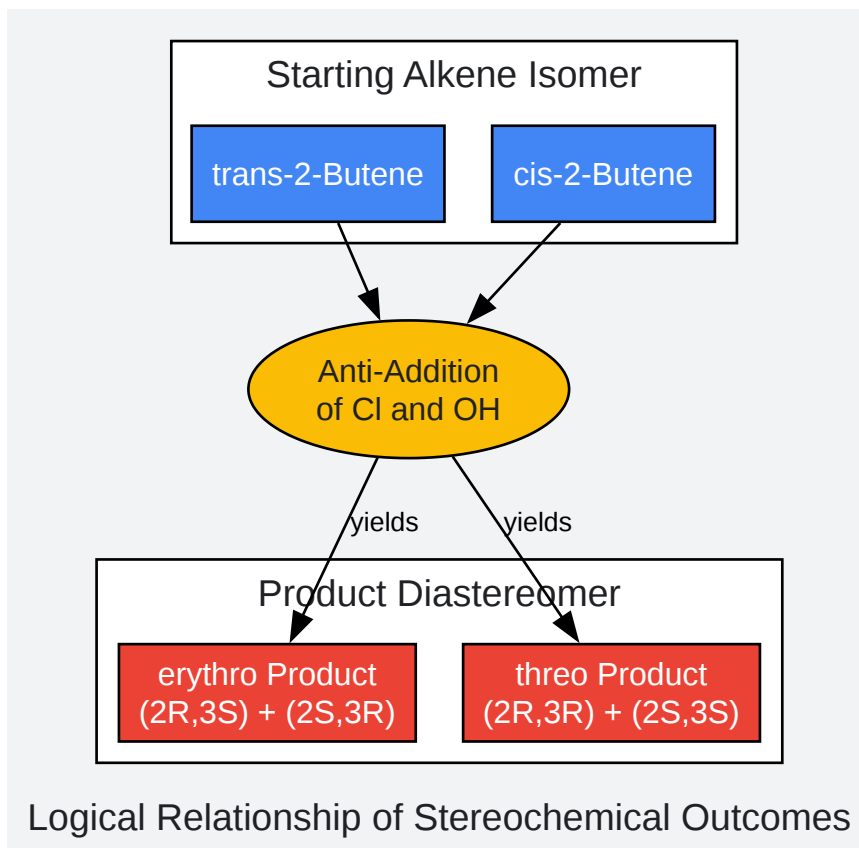 Starting Alkene Isomer
trans-2-Butene
cis-2-Butene
Anti-Addition
of Cl and OH
yields
yields
Product Diastereomer
erythro Product
(2R,3S) + (2S,3R)
threo Product
(2R,3R) + (2S,3S)
Logical Relationship of Stereochemical Outcomes